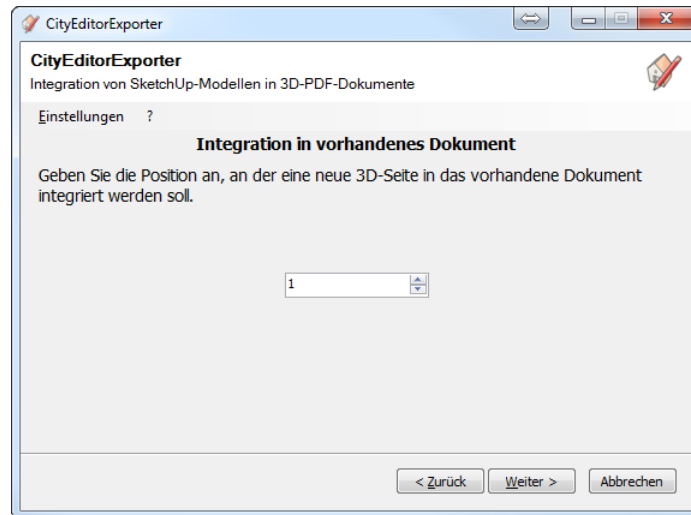 CityEditorExporter
CityEditorExporter
Integration von SketchUp-Modellen in 3D-PDF-Dokumente
Einstellungen ?
Integration in vorhandenes Dokument
Geben Sie die Position an, an der eine neue 3D-Seite in das vorhandene Dokument
integriert werden soll.
1
< Zurück Weiter > Abbrechen